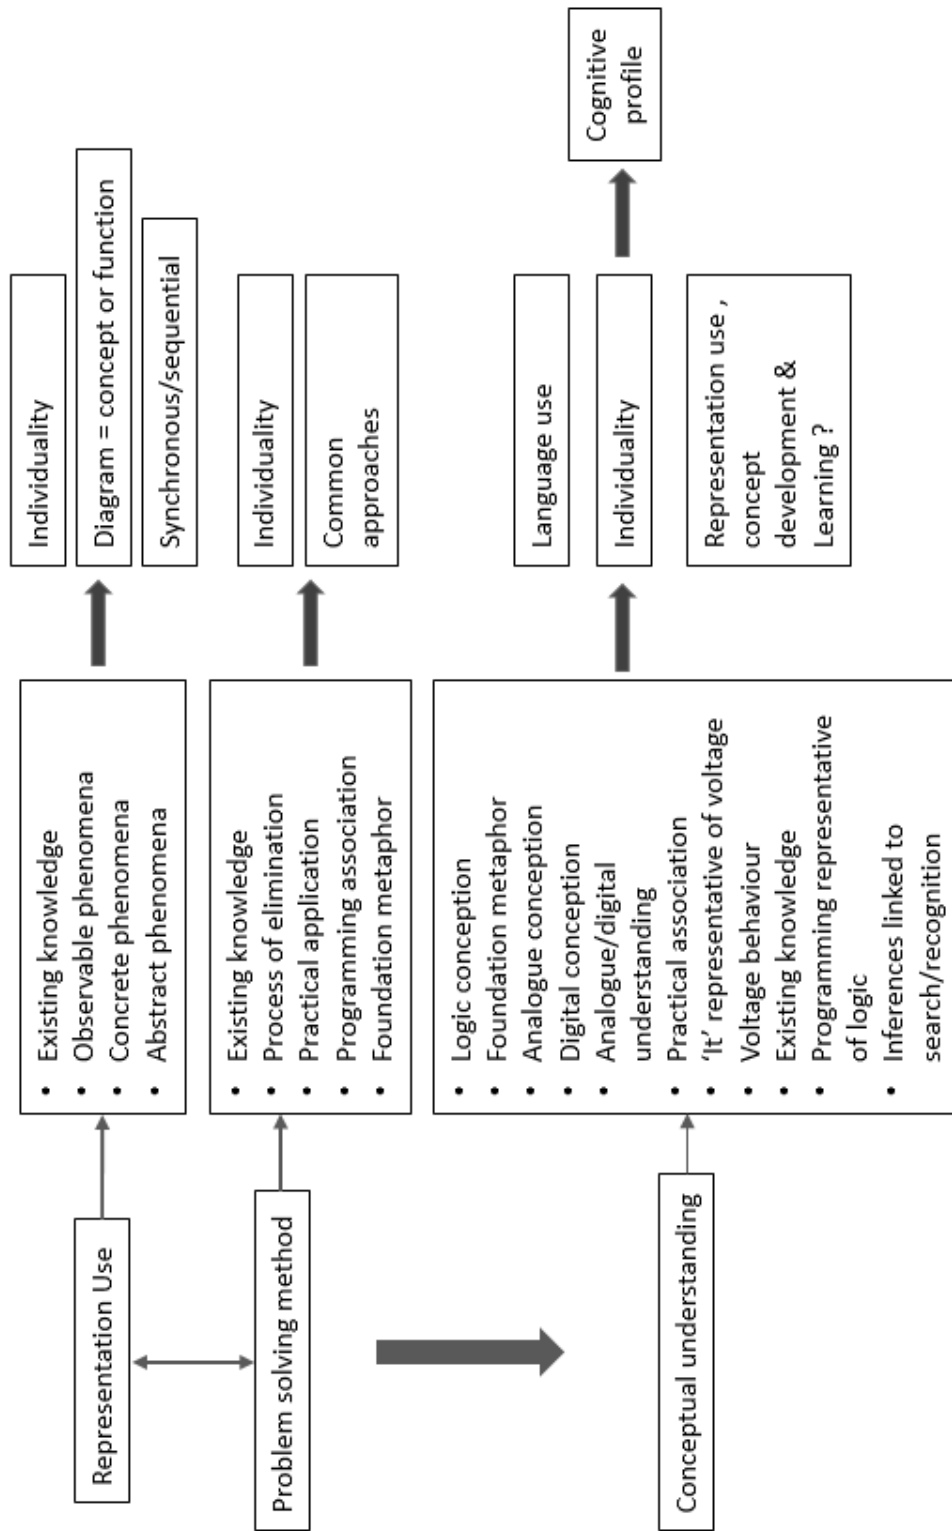 Representation Use
• Existing knowledge
• Observable phenomena
• Concrete phenomena
• Abstract phenomena
Individuality
Diagram = concept or function
Synchronous/sequential
Problem solving method
• Existing knowledge
• Process of elimination
• Practical application
• Programming association
• Foundation metaphor
Individuality
Common
approaches
Conceptual understanding
• Logic conception
• Foundation metaphor
• Analogue conception
• Digital conception
• Analogue/digital
understanding
• Practical association
• ‘It’ representative of voltage
• Voltage behaviour
• Existing knowledge
• Programming representative
of logic
• Inferences linked to
search/recognition
Language use
Individuality
Representation use ,
concept
development &
Learning ?
Cognitive
profile